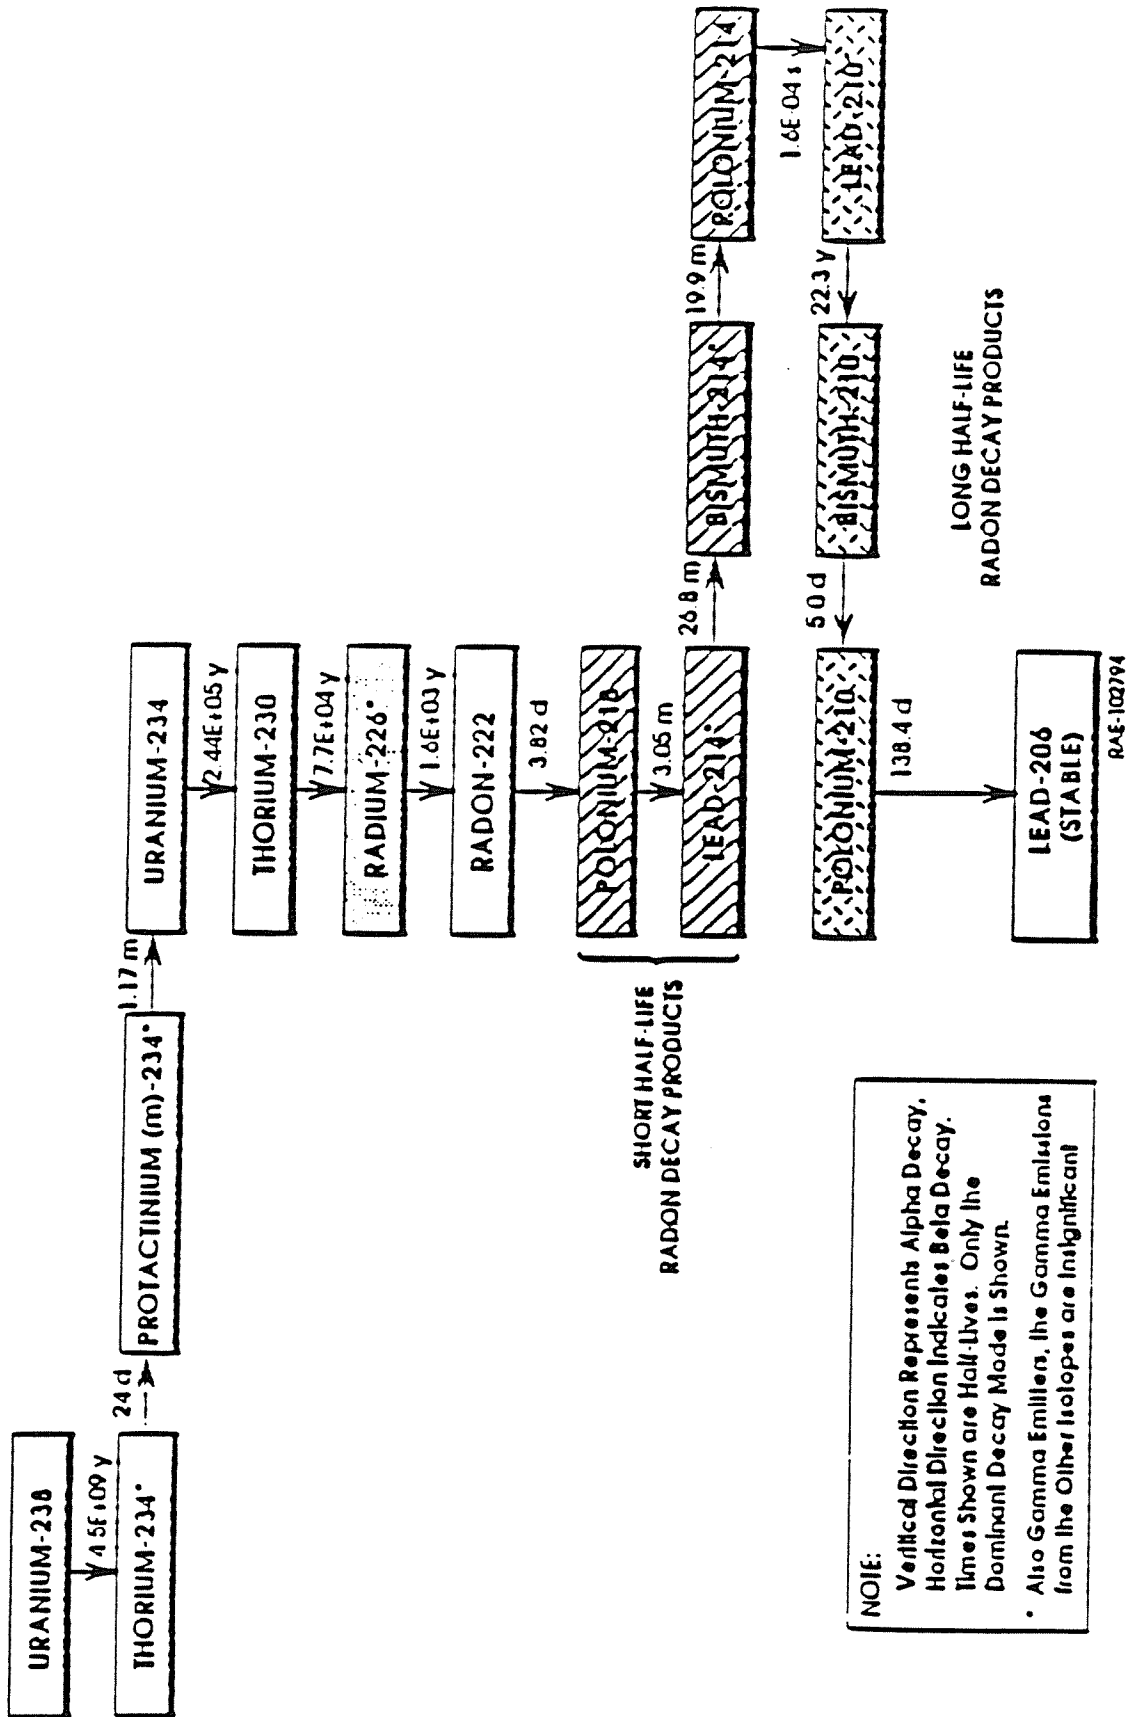 URANIUM-238
4.5E+09 y
THORIUM-234*
24 d
PROTACTINIUM (m)-234*
1.17 m
URANIUM-234
2.44E+05 y
THORIUM-230
7.7E+04 y
RADIUM-226*
1.6E+03 y
RADON-222
3.82 d
POLONIUM-218
3.05 m
LEAD-214*
26.8 m
BISMUTH-214*
19.9 m
POLONIUM-214
1.6E-04 s
LEAD-210
22.3 y
BISMUTH-210
5.0 d
POLONIUM-210
138.4 d
LEAD-206
(STABLE)
SHORT HALF-LIFE
RADON DECAY PRODUCTS
LONG HALF-LIFE
RADON DECAY PRODUCTS
NOTE:
Vertical Direction Represents Alpha Decay,
Horizontal Direction Indicates Beta Decay.
Times Shown are Half-Lives. Only the
Dominant Decay Mode is Shown.
* Also Gamma Emitters, the Gamma Emissions
from the Other Isotopes are Insignificant
RAE-102794